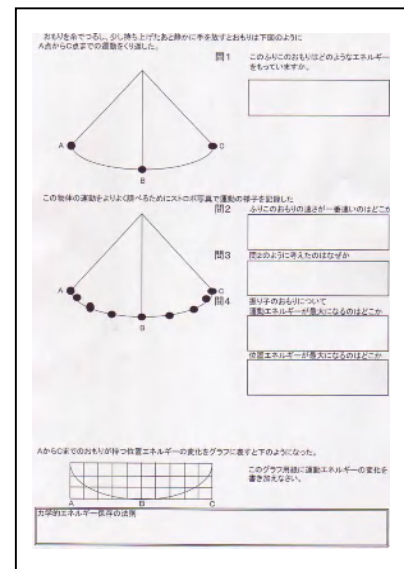 おもりを糸でつるし、少し持ち上げたあと静かに手を放すとおもりは下図のように
A点からC点までの運動をくり返した。
問1 このふりこのおもりはどのようなエネルギー
をもっていますか。
A
C
B
この物体の運動をよりよく調べるためにストロボ写真で運動の様子を記録した
問2 ふりこのおもりの速さが一番速いのはどこか
問3 問2のように考えたのはなぜか
A
C
B
問4 振り子のおもりについて
運動エネルギーが最大になるのはどこか
位置エネルギーが最大になるのはどこか
AからCまでのおもりが持つ位置エネルギーの変化をグラフに表すと下のようになった。
このグラフ用紙に運動エネルギーの変化を
書き加えなさい。
A B C
力学的エネルギー保存の法則